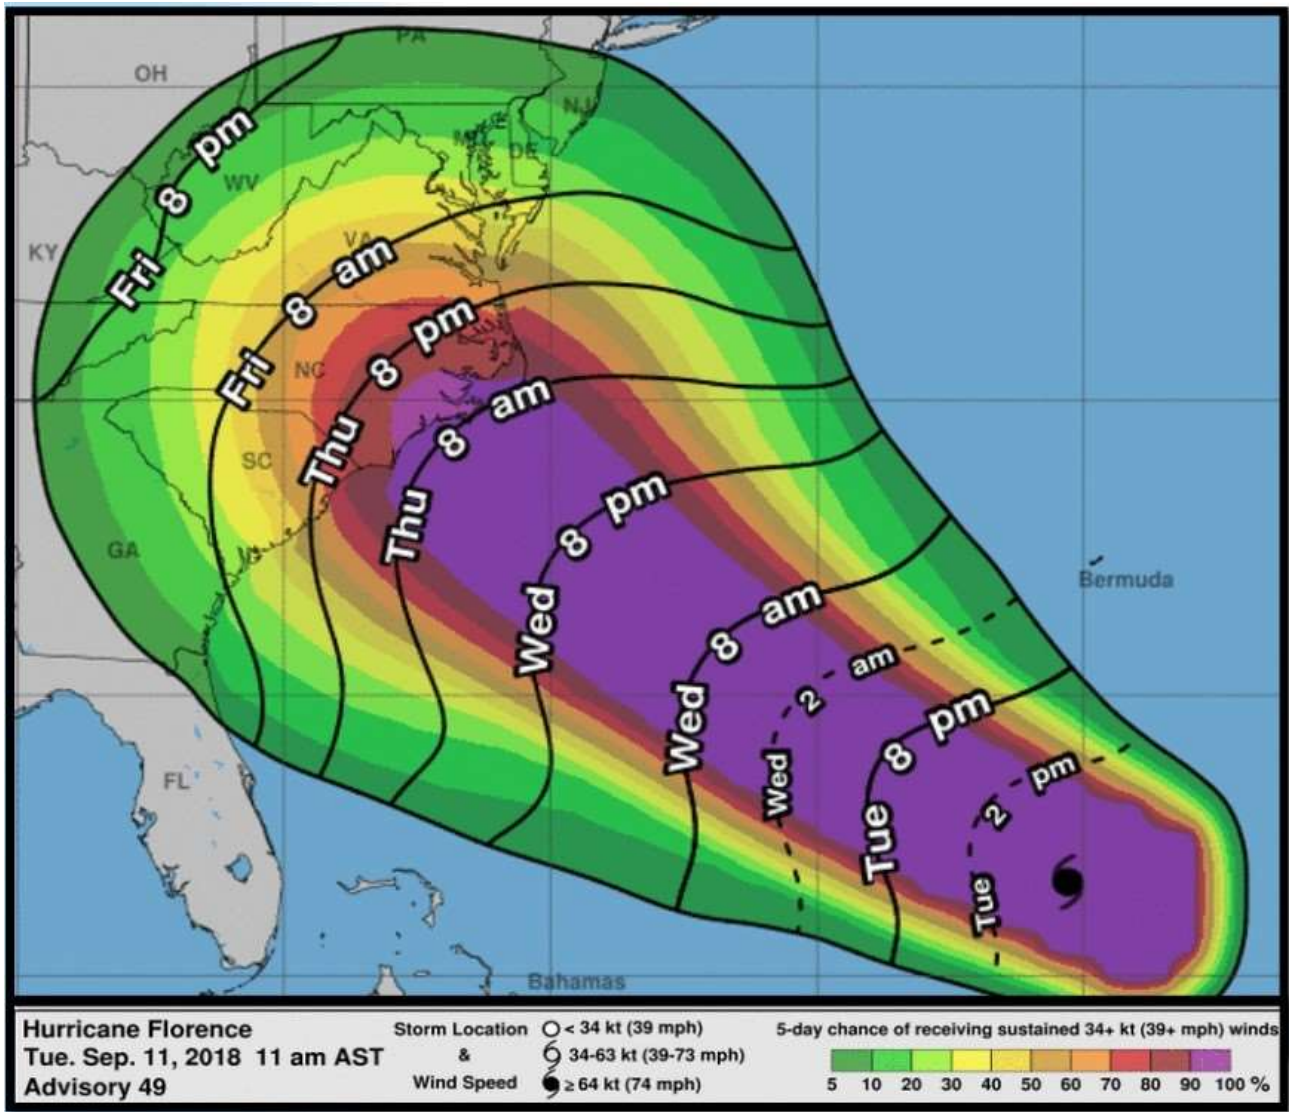 PA
OH
NJ
MD
DE
WV
KY
VA
NC
SC
GA
FL
Bermuda
Bahamas
Fri 8 pm
Fri 8 am
Thu 8 pm
Thu 8 am
Wed 8 pm
Wed 8 am
Wed 2 am
Tue 8 pm
Tue 2 pm
Hurricane Florence
Tue. Sep. 11, 2018 11 am AST
Advisory 49
Storm Location
&
Wind Speed
< 34 kt (39 mph)
34-63 kt (39-73 mph)
≥ 64 kt (74 mph)
5-day chance of receiving sustained 34+ kt (39+ mph) winds
5 10 20 30 40 50 60 70 80 90 100 %